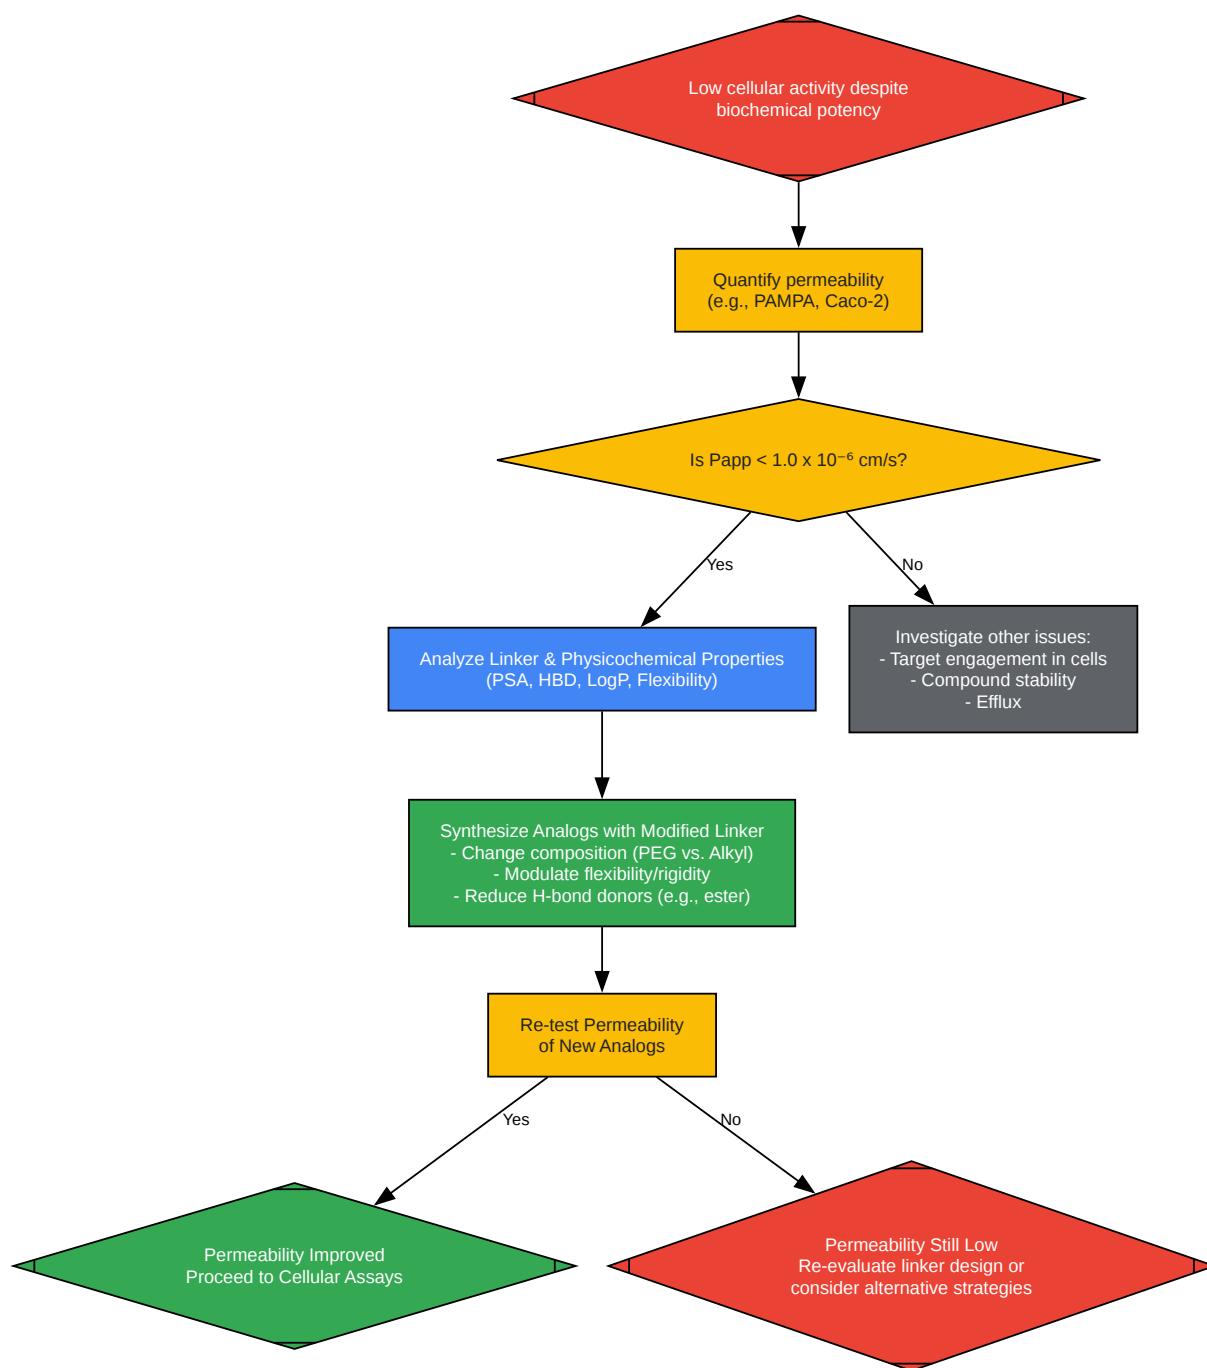 Low cellular activity despite
biochemical potency
Quantify permeability
(e.g., PAMPA, Caco-2)
Is Papp < 1.0 x 10⁻⁶ cm/s?
Yes
No
Analyze Linker & Physicochemical Properties
(PSA, HBD, LogP, Flexibility)
Investigate other issues:
- Target engagement in cells
- Compound stability
- Efflux
Synthesize Analogs with Modified Linker
- Change composition (PEG vs. Alkyl)
- Modulate flexibility/rigidity
- Reduce H-bond donors (e.g., ester)
Re-test Permeability
of New Analogs
Yes
No
Permeability Improved
Proceed to Cellular Assays
Permeability Still Low
Re-evaluate linker design or
consider alternative strategies